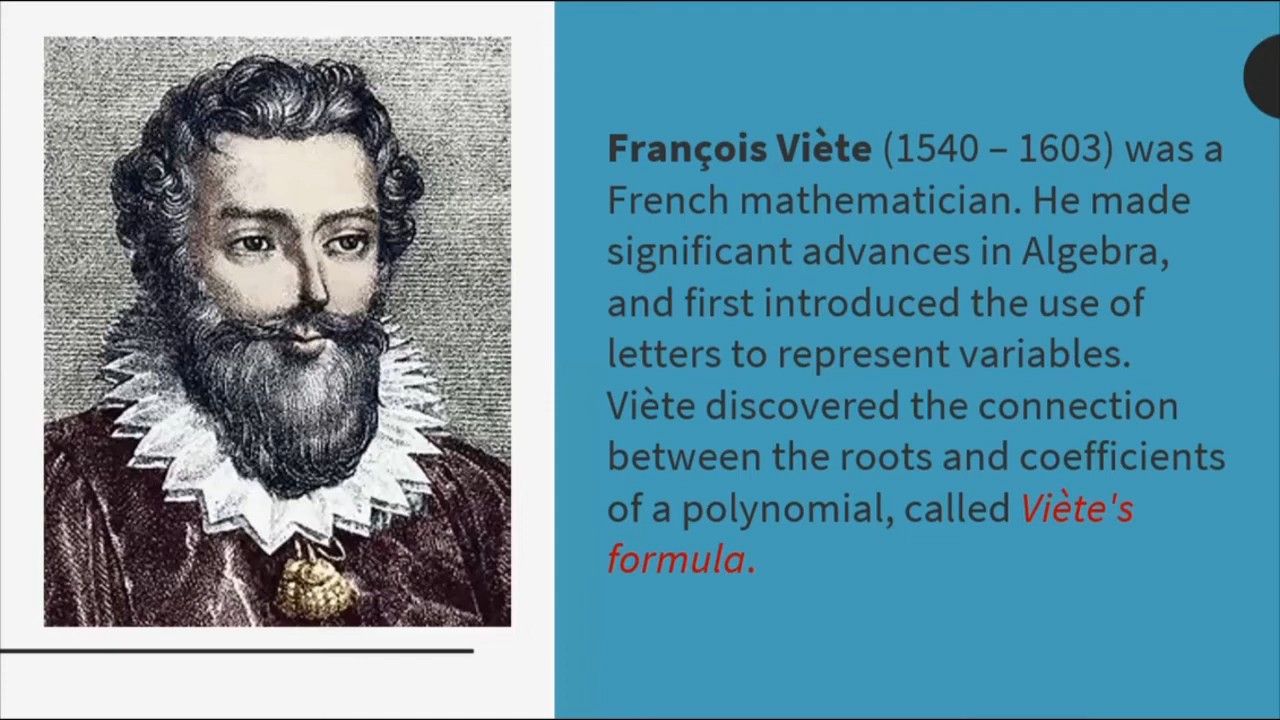 François Viète (1540 – 1603) was a
French mathematician. He made
significant advances in Algebra,
and first introduced the use of
letters to represent variables.
Viète discovered the connection
between the roots and coefficients
of a polynomial, called Viète's
formula.